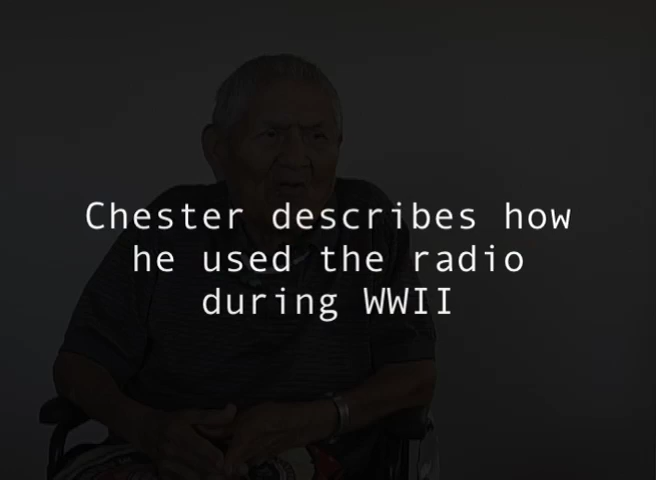 Chester describes how
he used the radio
during WWII